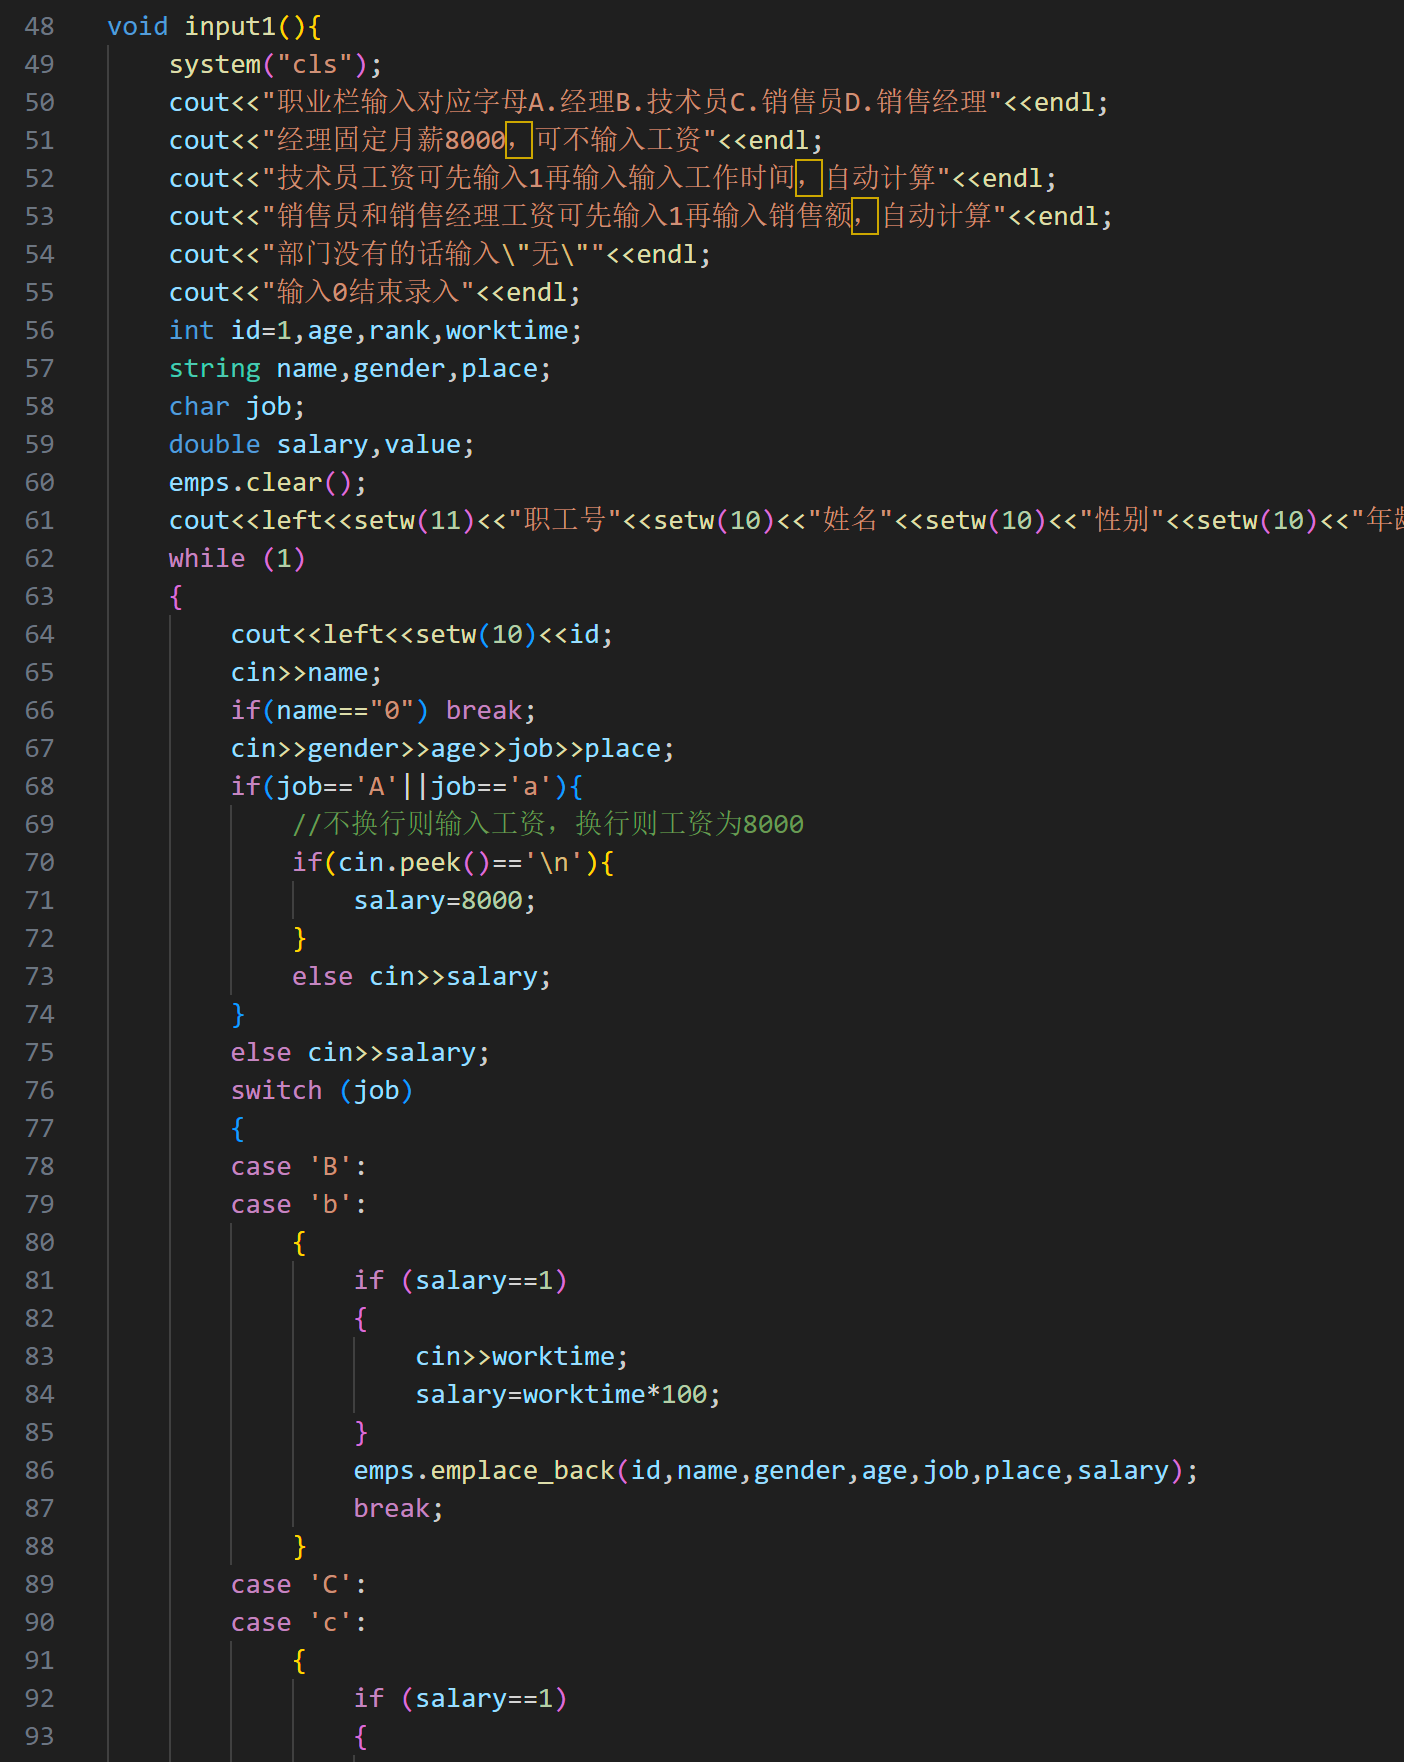 48 void input1(){
49 system("cls");
50 cout<<"职业栏输入对应字母A.经理B.技术员C.销售员D.销售经理"<<endl;
51 cout<<"经理固定月薪8000，可不输入工资"<<endl;
52 cout<<"技术员工资可先输入1再输入输入工作时间，自动计算"<<endl;
53 cout<<"销售员和销售经理工资可先输入1再输入销售额，自动计算"<<endl;
54 cout<<"部门没有的话输入\"无\""<<endl;
55 cout<<"输入0结束录入"<<endl;
56 int id=1,age,rank,worktime;
57 string name,gender,place;
58 char job;
59 double salary,value;
60 emps.clear();
61 cout<<left<<setw(11)<<"职工号"<<setw(10)<<"姓名"<<setw(10)<<"性别"<<setw(10)<<"年龄
62 while (1)
63 {
64 cout<<left<<setw(10)<<id;
65 cin>>name;
66 if(name=="0") break;
67 cin>>gender>>age>>job>>place;
68 if(job=='A'||job=='a'){
69 //不换行则输入工资，换行则工资为8000
70 if(cin.peek()=='\n'){
71 salary=8000;
72 }
73 else cin>>salary;
74 }
75 else cin>>salary;
76 switch (job)
77 {
78 case 'B':
79 case 'b':
80 {
81 if (salary==1)
82 {
83 cin>>worktime;
84 salary=worktime*100;
85 }
86 emps.emplace_back(id,name,gender,age,job,place,salary);
87 break;
88 }
89 case 'C':
90 case 'c':
91 {
92 if (salary==1)
93 {